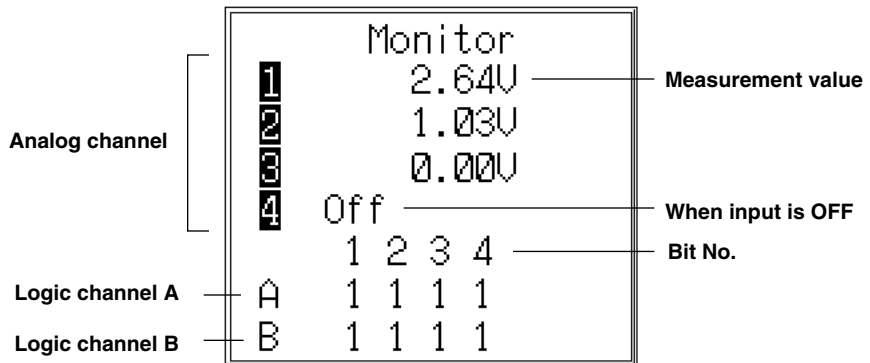 Monitor
1 2.64V Measurement value
Analog channel
2 1.03V
3 0.00V
4 Off When input is OFF
1 2 3 4 Bit No.
Logic channel A A 1 1 1 1
Logic channel B B 1 1 1 1